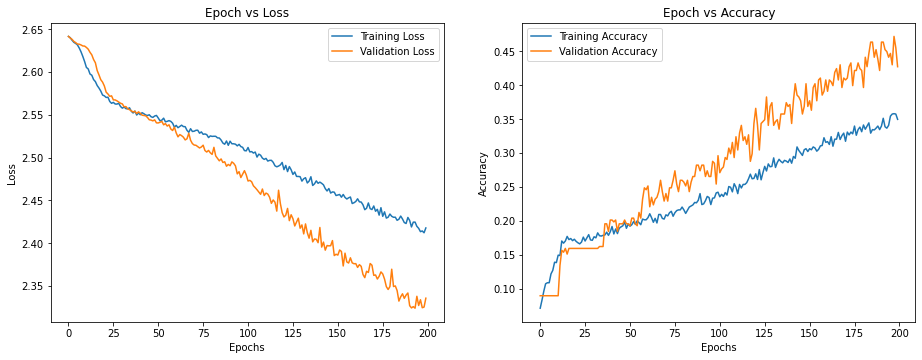 Epoch vs Loss
2.65
2.60
2.55
2.50
2.45
2.40
2.35
Loss
Training Loss
Validation Loss
0 25 50 75 100 125 150 175 200
Epochs
Epoch vs Accuracy
0.45
0.40
0.35
0.30
0.25
0.20
0.15
0.10
Accuracy
Training Accuracy
Validation Accuracy
0 25 50 75 100 125 150 175 200
Epochs